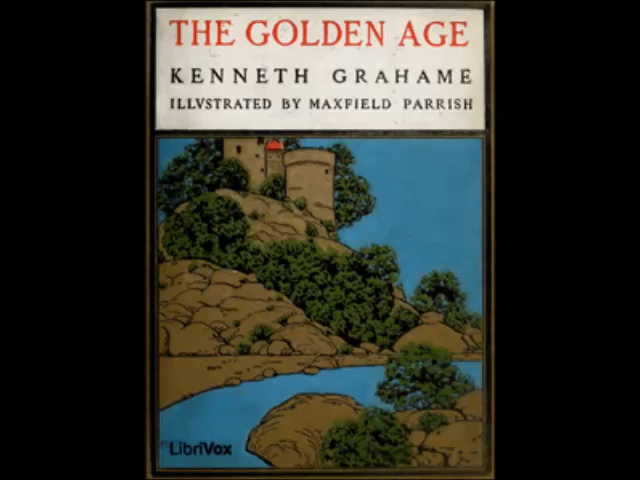 THE GOLDEN AGE
KENNETH GRAHAME
ILLVSTRATED BY MAXFIELD PARRISH
LibriVox